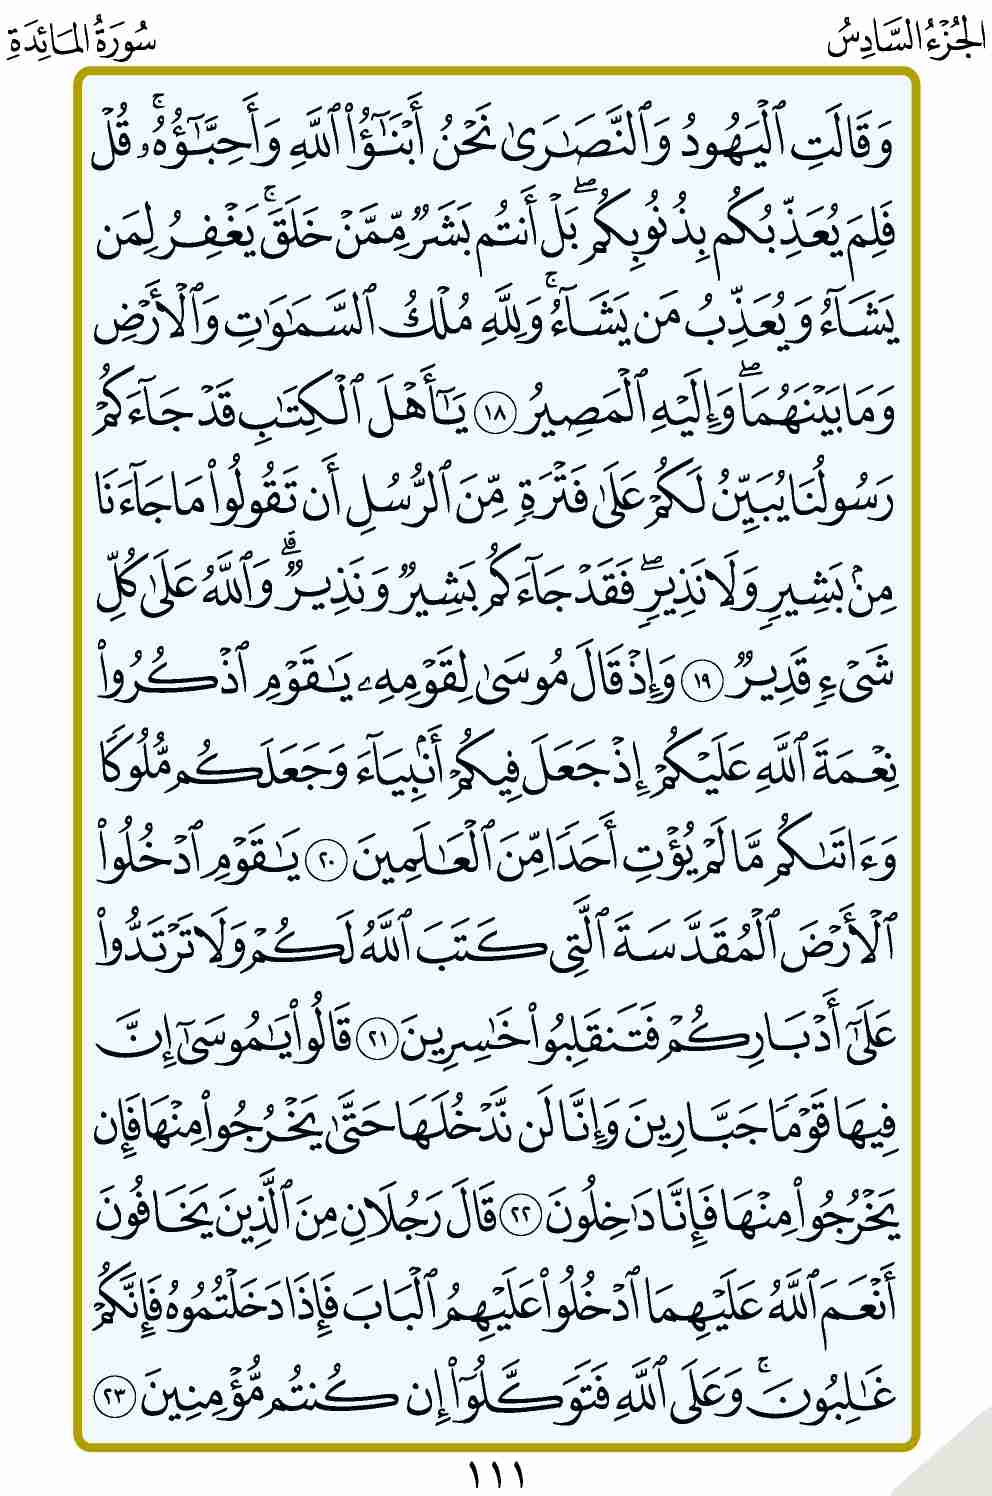 الجُزْءُ السَّادِسُ
سُورَةُ المَائِدَةِ
وَقَالَتِ ٱلْيَهُودُ وَٱلنَّصَـٰرَىٰ نَحْنُ أَبْنَـٰٓؤُا۟ ٱللَّهِ وَأَحِبَّـٰٓؤُهُۥ ۚ قُلْ
فَلِمَ يُعَذِّبُكُم بِذُنُوبِكُم ۖ بَلْ أَنتُم بَشَرٌ مِّمَّنْ خَلَقَ ۚ يَغْفِرُ لِمَن
يَشَآءُ وَيُعَذِّبُ مَن يَشَآءُ ۚ وَلِلَّهِ مُلْكُ ٱلسَّمَـٰوَٰتِ وَٱلْأَرْضِ
وَمَا بَيْنَهُمَا ۖ وَإِلَيْهِ ٱلْمَصِيرُ ١٨ يَـٰٓأَهْلَ ٱلْكِتَـٰبِ قَدْ جَآءَكُمْ
رَسُولُنَا يُبَيِّنُ لَكُمْ عَلَىٰ فَتْرَةٍ مِّنَ ٱلرُّسُلِ أَن تَقُولُوا۟ مَا جَآءَنَا
مِنۢ بَشِيرٍ وَلَا نَذِيرٍ ۖ فَقَدْ جَآءَكُم بَشِيرٌ وَنَذِيرٌ ۗ وَٱللَّهُ عَلَىٰ كُلِّ
شَىْءٍ قَدِيرٌ ١٩ وَإِذْ قَالَ مُوسَىٰ لِقَوْمِهِۦ يَـٰقَوْمِ ٱذْكُرُوا۟
نِعْمَةَ ٱللَّهِ عَلَيْكُمْ إِذْ جَعَلَ فِيكُمْ أَنۢبِيَآءَ وَجَعَلَكُم مُّلُوكًا
وَءَاتَىٰكُم مَّا لَمْ يُؤْتِ أَحَدًا مِّنَ ٱلْعَـٰلَمِينَ ٢٠ يَـٰقَوْمِ ٱدْخُلُوا۟
ٱلْأَرْضَ ٱلْمُقَدَّسَةَ ٱلَّتِى كَتَبَ ٱللَّهُ لَكُمْ وَلَا تَرْتَدُّوا۟
عَلَىٰٓ أَدْبَارِكُمْ فَتَنقَلِبُوا۟ خَـٰسِرِينَ ٢١ قَالُوا۟ يَـٰمُوسَىٰٓ إِنَّ
فِيهَا قَوْمًا جَبَّارِينَ وَإِنَّا لَن نَّدْخُلَهَا حَتَّىٰ يَخْرُجُوا۟ مِنْهَا فَإِن
يَخْرُجُوا۟ مِنْهَا فَإِنَّا دَٰخِلُونَ ٢٢ قَالَ رَجُلَانِ مِنَ ٱلَّذِينَ يَخَافُونَ
أَنْعَمَ ٱللَّهُ عَلَيْهِمَا ٱدْخُلُوا۟ عَلَيْهِمُ ٱلْبَابَ فَإِذَا دَخَلْتُمُوهُ فَإِنَّكُمْ
غَـٰلِبُونَ ۚ وَعَلَى ٱللَّهِ فَتَوَكَّلُوٓا۟ إِن كُنتُم مُّؤْمِنِينَ ٢٣
١١١